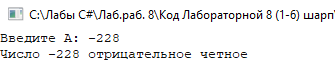 C:\Лабы C#\Лаб.раб. 8\Код Лабораторной 8 (1-6) шарп\
Введите А: -228
Число -228 отрицательное четное